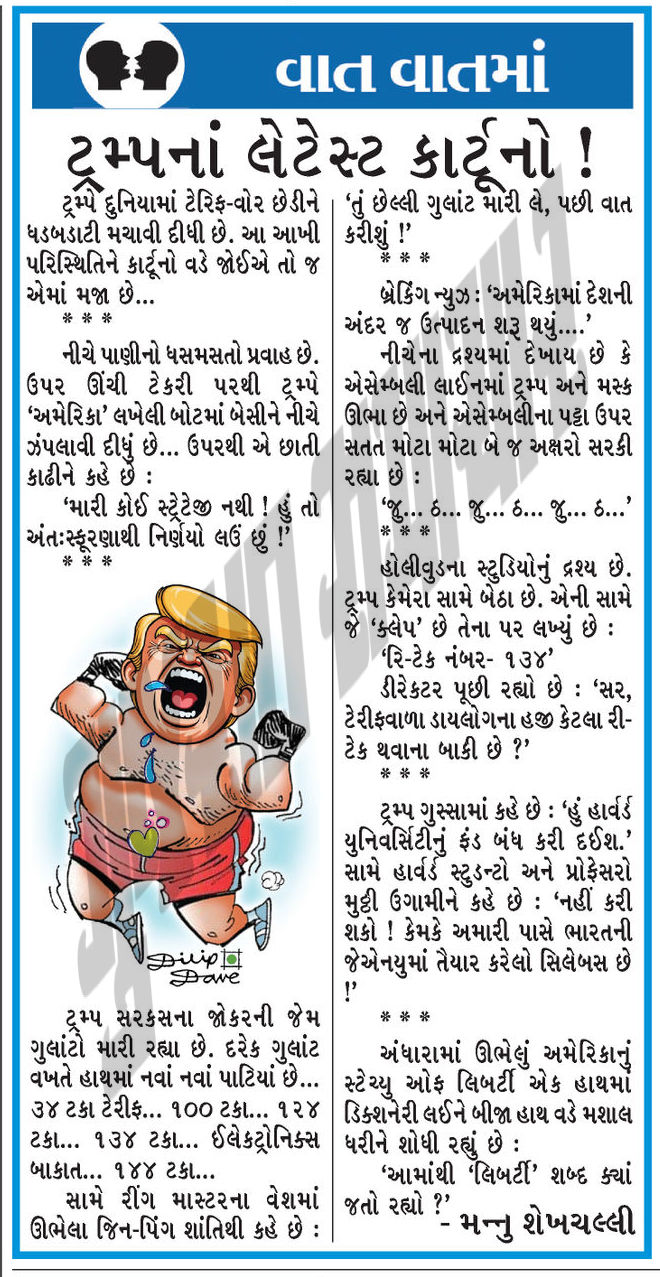 વાત વાતમાં
ટ્રમ્પનાં લેટેસ્ટ કાર્ટૂનો !
ટ્રમ્પે દુનિયામાં ટેરિફ-વોર છેડીને
ધડબડાટી મચાવી દીધી છે. આ આખી
પરિસ્થિતિને કાર્ટૂનો વડે જોઈએ તો જ
એમાં મજા છે...
* * *
નીચે પાણીનો ધસમસતો પ્રવાહ છે.
ઉપર ઊંચી ટેકરી પરથી ટ્રમ્પે
‘અમેરિકા’ લખેલી બોટમાં બેસીને નીચે
ઝંપલાવી દીધું છે... ઉપરથી એ છાતી
કાઢીને કહે છે :
‘મારી કોઈ સ્ટ્રેટેજી નથી ! હું તો
અંતઃસ્ફૂરણાથી નિર્ણયો લઉં છું !’
* * *
Dilip
Dave
ટ્રમ્પ સરકસના જોકરની જેમ
ગુલાંટો મારી રહ્યા છે. દરેક ગુલાંટ
વખતે હાથમાં નવાં નવાં પાટિયાં છે...
૩૪ ટકા ટેરીફ... ૧૦૦ ટકા... ૧૨૪
ટકા... ૧૩૪ ટકા... ઈલેકટ્રોનિક્સ
બાકાત... ૧૪૪ ટકા...
સામે રીંગ માસ્ટરના વેશમાં
ઊભેલા જિન-પિંગ શાંતિથી કહે છે :
‘તું છેલ્લી ગુલાંટ મારી લે, પછી વાત
કરીશું !’
* * *
બ્રેકિંગ ન્યુઝ : ‘અમેરિકામાં દેશની
અંદર જ ઉત્પાદન શરૂ થયું....’
નીચેના દ્રશ્યમાં દેખાય છે કે
એસેમ્બલી લાઈનમાં ટ્રમ્પ અને મસ્ક
ઊભા છે અને એસેમ્બલીના પટ્ટા ઉપર
સતત મોટા મોટા બે જ અક્ષરો સરકી
રહ્યા છે :
‘જુ... ઠ... જુ... ઠ... જુ... ઠ...’
* * *
હોલીવુડના સ્ટુડિયોનું દ્રશ્ય છે.
ટ્રમ્પ કેમેરા સામે બેઠા છે. એની સામે
જે ‘ક્લેપ’ છે તેના પર લખ્યું છે :
‘રિ-ટેક નંબર- ૧૩૪’
ડીરેકટર પૂછી રહ્યો છે : ‘સર,
ટેરીફવાળા ડાયલોગના હજી કેટલા રી-
ટેક થવાના બાકી છે ?’
* * *
ટ્રમ્પ ગુસ્સામાં કહે છે : ‘હું હાર્વર્ડ
યુનિવર્સિટીનું ફંડ બંધ કરી દઈશ.’
સામે હાર્વર્ડ સ્ટુડન્ટો અને પ્રોફેસરો
મુઠ્ઠી ઉગામીને કહે છે : ‘નહીં કરી
શકો ! કેમકે અમારી પાસે ભારતની
જેએનયુમાં તૈયાર કરેલો સિલેબસ છે
!’
* * *
અંધારામાં ઊભેલું અમેરિકાનું
સ્ટેચ્યુ ઓફ લિબર્ટી એક હાથમાં
ડિક્શનેરી લઈને બીજા હાથ વડે મશાલ
ધરીને શોધી રહ્યું છે :
‘આમાંથી ‘લિબર્ટી’ શબ્દ ક્યાં
જતો રહ્યો ?’
- મન્નુ શેખચલ્લી